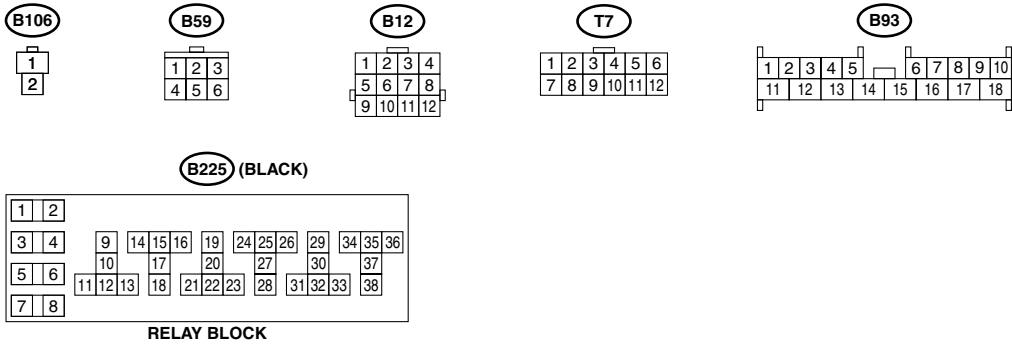 B106 B59 B12 T7 B93
1 1 2 3 1 2 3 4 1 2 3 4 5 6 1 2 3 4 5 6 7 8 9 10
2 4 5 6 5 6 7 8 7 8 9 10 11 12 11 12 13 14 15 16 17 18
9 10 11 12
B225 (BLACK)
1 2
3 4 9 14 15 16 19 24 25 26 29 34 35 36
10 17 20 27 30 37
5 6 11 12 13 18 21 22 23 28 31 32 33 38
7 8
RELAY BLOCK